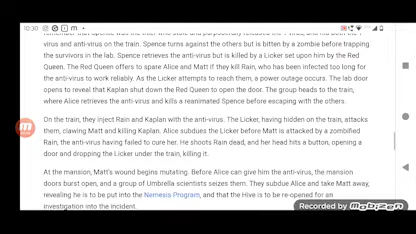 10:30
virus and anti-virus on the train. Spence turns against the others but is bitten by a zombie before trapping
the survivors in the lab. Spence retrieves the anti-virus but is killed by a Licker set upon him by the Red
Queen. The Red Queen offers to spare Alice and Matt if they kill Rain, who has been infected too long for
the anti-virus to work reliably. As the Licker attempts to reach them, a power outage occurs. The lab door
opens to reveal that Kaplan shut down the Red Queen to open the door. The group heads to the train,
where Alice retrieves the anti-virus and kills a reanimated Spence before escaping with the others.
On the train, they inject Rain and Kaplan with the anti-virus. The Licker, having hidden on the train, attacks
them, clawing Matt and killing Kaplan. Alice subdues the Licker before Matt is attacked by a zombified
Rain, the anti-virus having failed to cure her. He shoots Rain dead, and her head hits a button, opening a
door and dropping the Licker under the train, killing it.
At the mansion, Matt's wound begins mutating. Before Alice can give him the anti-virus, the mansion
doors burst open, and a group of Umbrella scientists seize them. They subdue Alice and take Matt away,
revealing he is to be put into the Nemesis Program, and that the Hive is to be re-opened for an
investigation into the incident.
Recorded by Mobizen